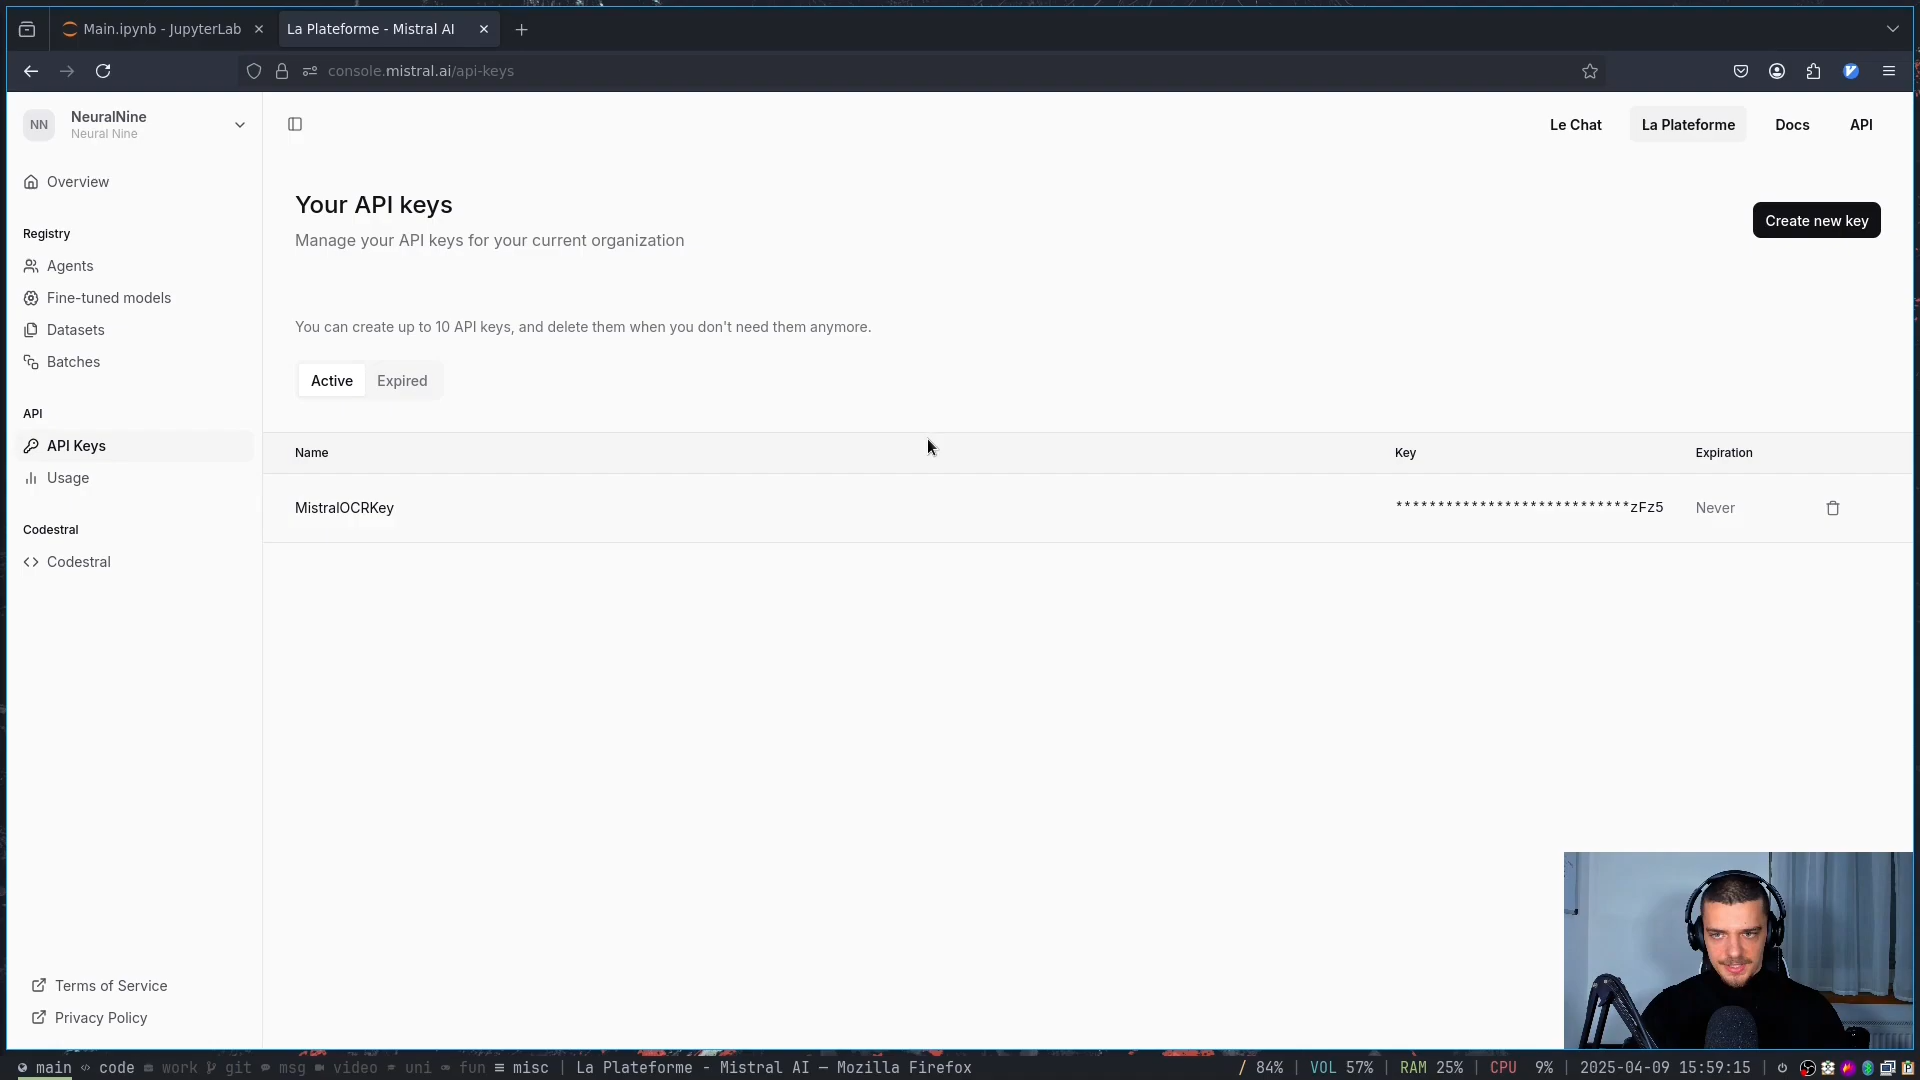 Main.ipynb - JupyterLab
La Plateforme - Mistral AI
console.mistral.ai/api-keys
NN
NeuralNine
Neural Nine
Le Chat
La Plateforme
Docs
API
Overview
Registry
Agents
Fine-tuned models
Datasets
Batches
API
API Keys
Usage
Codestral
Codestral
Terms of Service
Privacy Policy
Your API keys
Manage your API keys for your current organization
Create new key
You can create up to 10 API keys, and delete them when you don't need them anymore.
Active
Expired
Name
Key
Expiration
MistralOCRKey
****************************zFz5
Never
main code work git msg video uni fun misc | La Plateforme - Mistral AI — Mozilla Firefox
/ 84% | VOL 57% | RAM 25% | CPU 9% | 2025-04-09 15:59:15 |